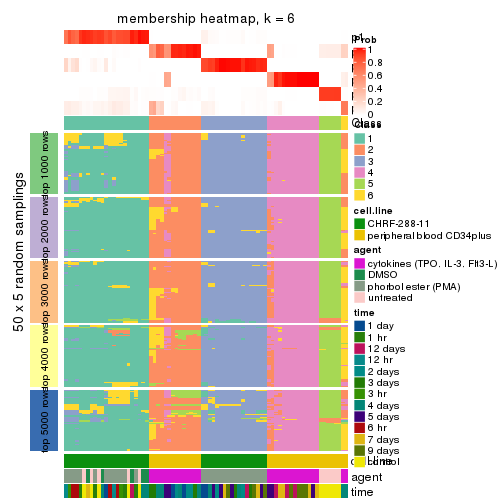 membership heatmap, k = 6
Prob
1
0.8
0.6
0.4
0.2
0
Class
1
2
3
4
5
6
cell.line
CHRF-288-11
peripheral blood CD34plus
agent
cytokines (TPO, IL-3, Flt3-L)
DMSO
phorbol ester (PMA)
untreated
time
1 day
1 hr
12 days
12 hr
2 days
3 days
3 hr
4 days
5 days
6 hr
7 days
9 days
control
agent
time
50 x 5 random samplings
top 1000 rows
top 2000 rows
top 3000 rows
top 4000 rows
top 5000 rows